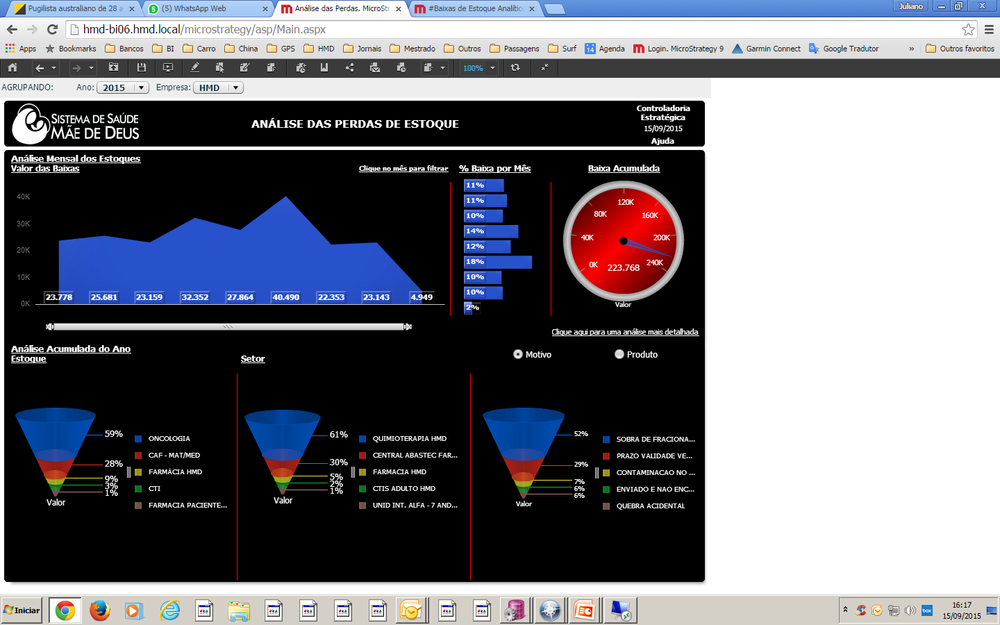 Pugilista australiano de 28 a
(5) WhatsApp Web
Análise das Perdas. MicroStr
#Baixas de Estoque Analític
Juliano
hmd-bi06.hmd.local/microstrategy/asp/Main.aspx
Apps Bookmarks Bancos BI Carro China GPS HMD Jornais Mestrado Outros Passagens Surf 14 Agenda Login. MicroStrategy 9 Garmin Connect Google Tradutor » Outros favoritos
100%
AGRUPANDO: Ano: 2015 Empresa: HMD
SISTEMA DE SAÚDE
MÃE DE DEUS
ANÁLISE DAS PERDAS DE ESTOQUE
Controladoria
Estratégica
15/09/2015
Ajuda
Análise Mensal dos Estoques
Valor das Baixas
Clique no mês para filtrar
40K
30K
20K
10K
0K
23.778 25.681 23.159 32.352 27.864 40.490 22.353 23.143 4.949
% Baixa por Mês
11%
11%
10%
14%
12%
18%
10%
10%
2%
Baixa Acumulada
120K
80K 160K
40K 200K
0K 240K
223.768
Valor
Clique aqui para uma análise mais detalhada
Análise Acumulada do Ano
Estoque
59%
28%
9%
3%
1%
Valor
ONCOLOGIA
CAF - MAT/MED
FARMÁCIA HMD
CTI
FARMACIA PACIENTE...
Setor
61%
30%
5%
2%
1%
Valor
QUIMIOTERAPIA HMD
CENTRAL ABASTEC FAR...
FARMACIA HMD
CTIS ADULTO HMD
UNID INT. ALFA - 7 AND...
Motivo Produto
52%
29%
7%
6%
6%
Valor
SOBRA DE FRACIONA...
PRAZO VALIDADE VE...
CONTAMINACAO NO ...
ENVIADO E NAO ENC...
QUEBRA ACIDENTAL
Iniciar
box
16:17
15/09/2015